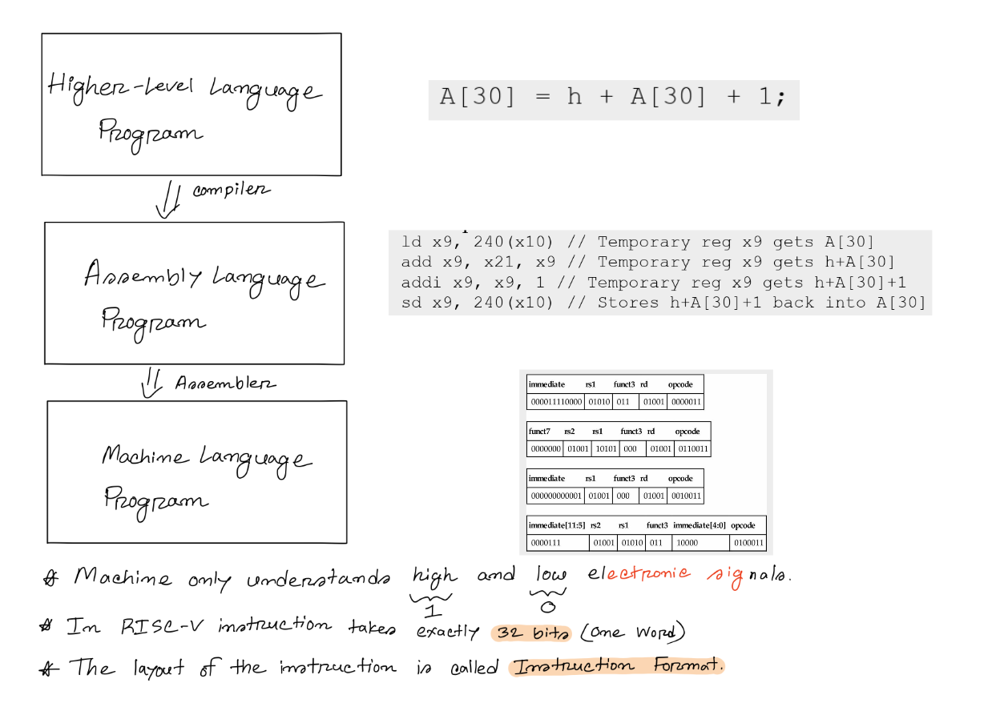 Higher-Level Language
Program
A[30] = h + A[30] + 1;
compiler
Assembly Language
Program
ld x9, 240(x10) // Temporary reg x9 gets A[30]
add x9, x21, x9 // Temporary reg x9 gets h+A[30]
addi x9, x9, 1 // Temporary reg x9 gets h+A[30]+1
sd x9, 240(x10) // Stores h+A[30]+1 back into A[30]
Assembler
Machine Language
Program
immediate rs1 funct3 rd opcode
000011110000 01010 011 01001 0000011
funct7 rs2 rs1 funct3 rd opcode
0000000 01001 10101 000 01001 0110011
immediate rs1 funct3 rd opcode
000000000001 01001 000 01001 0010011
immediate[11:5] rs2 rs1 funct3 immediate[4:0] opcode
0000111 01001 01010 011 10000 0100011
* Machine only understands high and low electronic signals.
1 0
* In RISC-V instruction takes exactly 32 bits (One Word)
* The layout of the instruction is called Instruction Format.